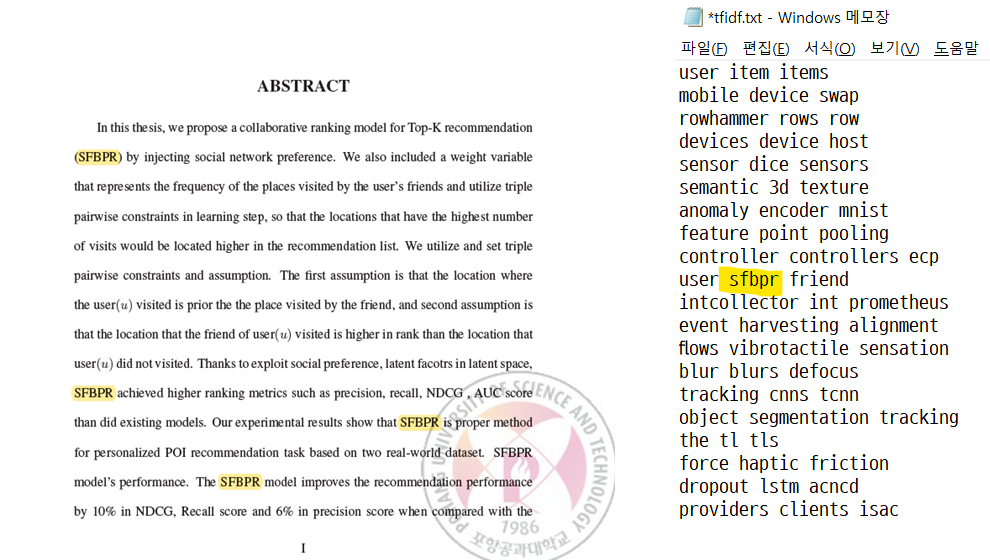 ABSTRACT
In this thesis, we propose a collaborative ranking model for Top-K recommendation
(SFBPR) by injecting social network preference. We also included a weight variable
that represents the frequency of the places visited by the user's friends and utilize triple
pairwise constraints in learning step, so that the locations that have the highest number
of visits would be located higher in the recommendation list. We utilize and set triple
pairwise constraints and assumption. The first assumption is that the location where
the user(u) visited is prior the the place visited by the friend, and second assumption is
that the location that the friend of user(u) visited is higher in rank than the location that
user(u) did not visited. Thanks to exploit social preference, latent facotrs in latent space,
SFBPR achieved higher ranking metrics such as precision, recall, NDCG , AUC score
than did existing models. Our experimental results show that SFBPR is proper method
for personalized POI recommendation task based on two real-world dataset. SFBPR
model's performance. The SFBPR model improves the recommendation performance
by 10% in NDCG, Recall score and 6% in precision score when compared with the
I
POHANG UNIVERSITY OF SCIENCE AND TECHNOLOGY
1986
포항공과대학교
*tfidf.txt - Windows 메모장
파일(F) 편집(E) 서식(O) 보기(V) 도움말
user item items
mobile device swap
rowhammer rows row
devices device host
sensor dice sensors
semantic 3d texture
anomaly encoder mnist
feature point pooling
controller controllers ecp
user sfbpr friend
intcollector int prometheus
event harvesting alignment
flows vibrotactile sensation
blur blurs defocus
tracking cnns tcnn
object segmentation tracking
the tl tls
force haptic friction
dropout lstm acncd
providers clients isac